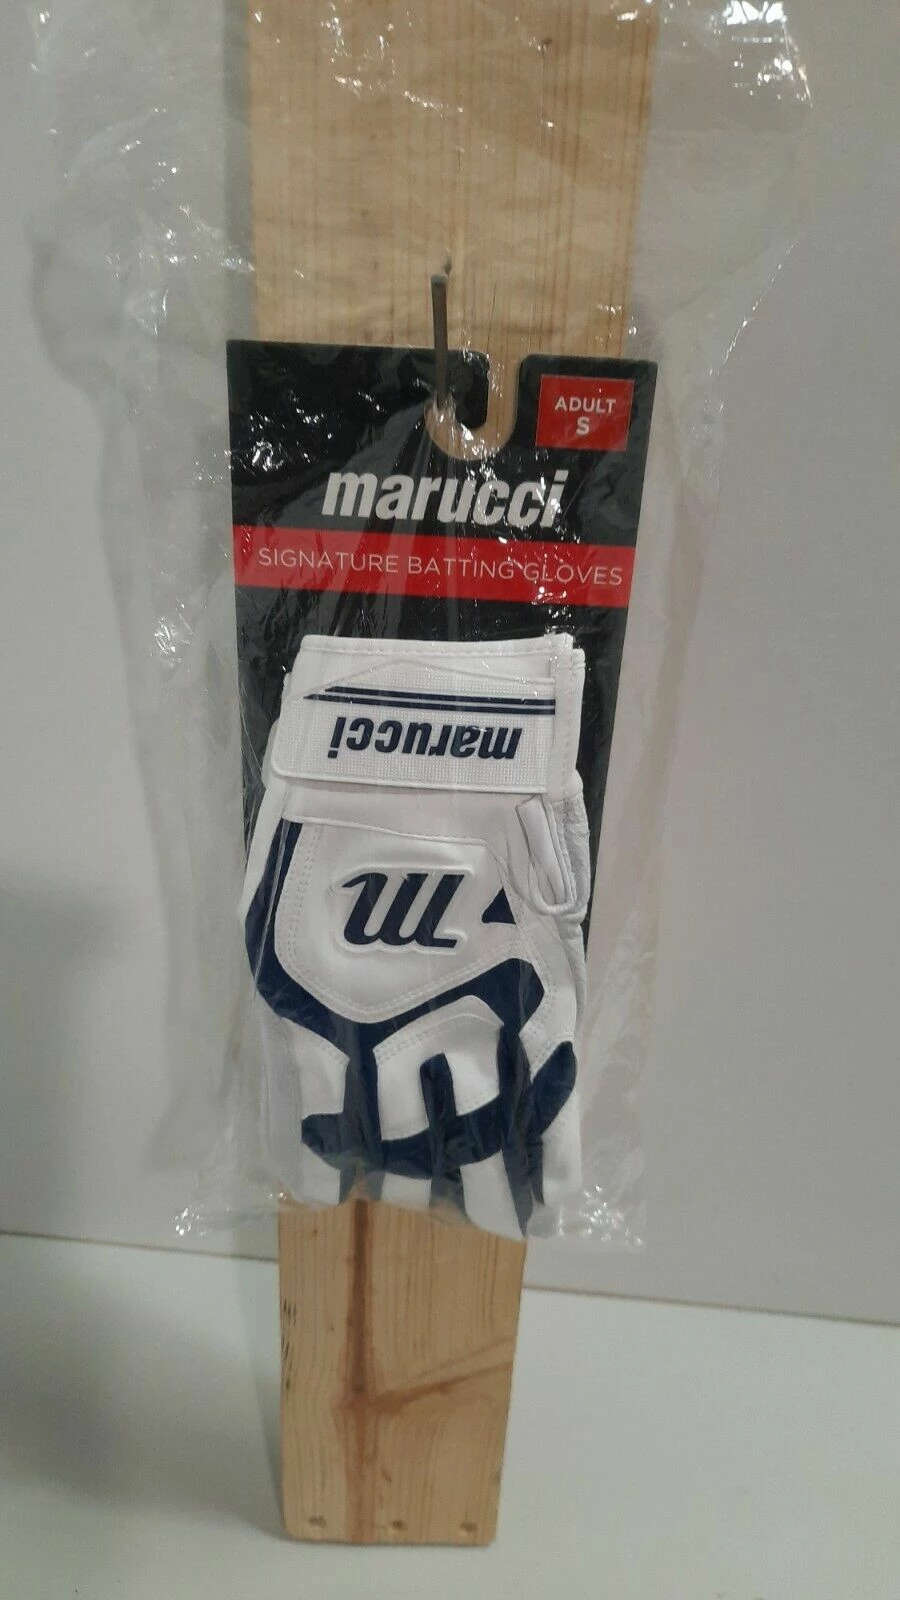 ADULT
S
marucci
SIGNATURE BATTING GLOVES
marucci
m